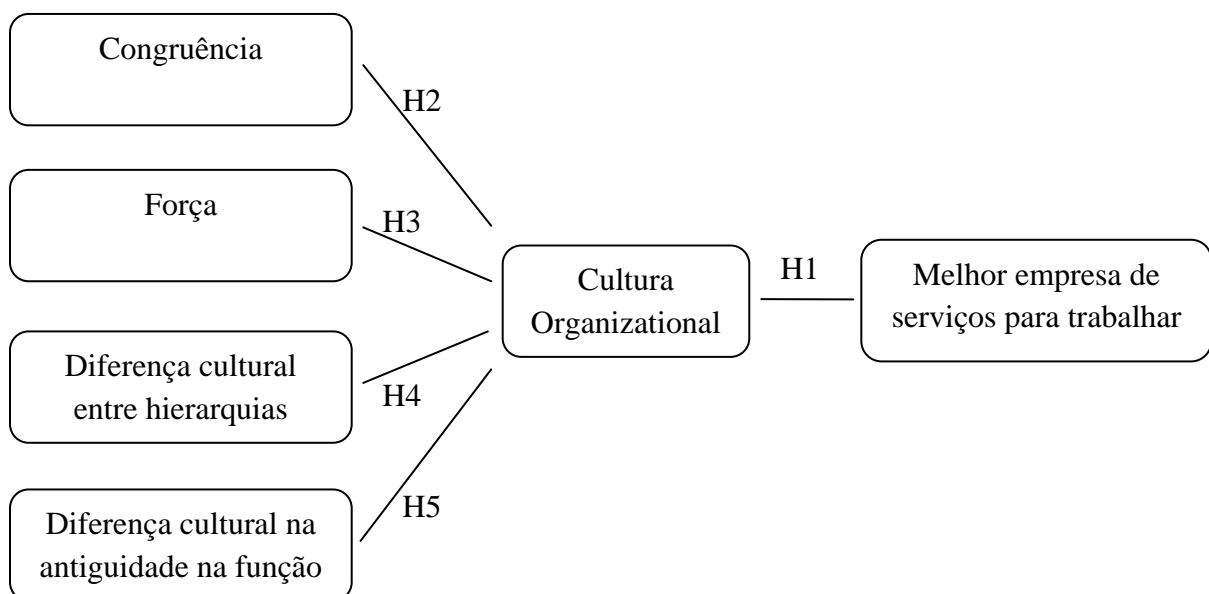 Congruência
H2
Força
H3
Diferença cultural
entre hierarquias
H4
Diferença cultural na
antiguidade na função
H5
Cultura
Organizational
H1
Melhor empresa de
serviços para trabalhar